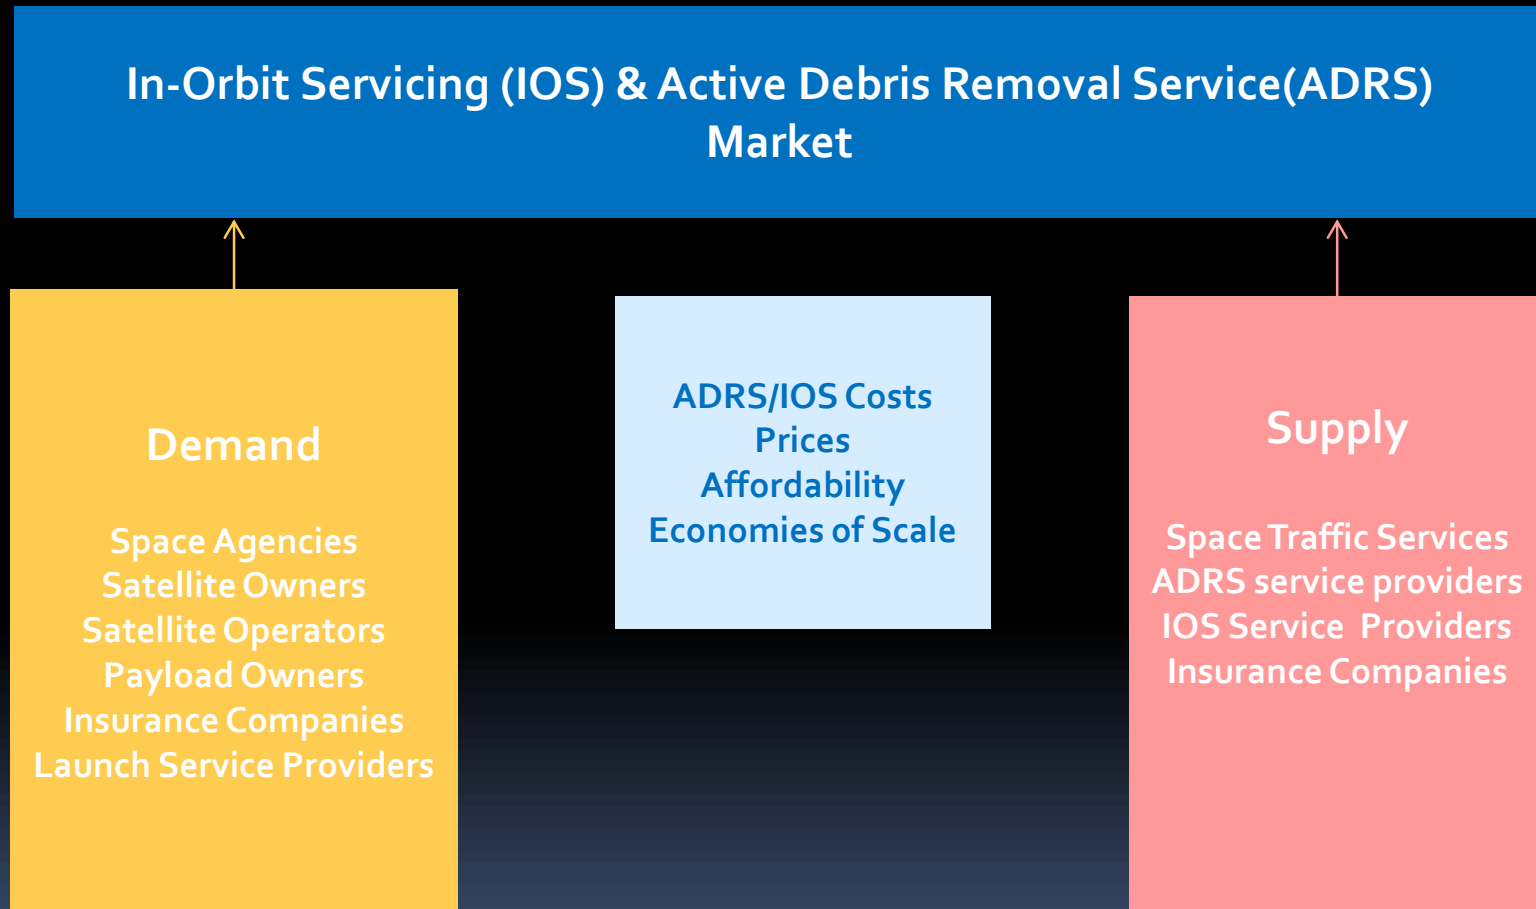 In-Orbit Servicing (IOS) & Active Debris Removal Service(ADRS)
Market
Demand
Space Agencies
Satellite Owners
Satellite Operators
Payload Owners
Insurance Companies
Launch Service Providers
ADRS/IOS Costs
Prices
Affordability
Economies of Scale
Supply
Space Traffic Services
ADRS service providers
IOS Service  Providers
Insurance Companies